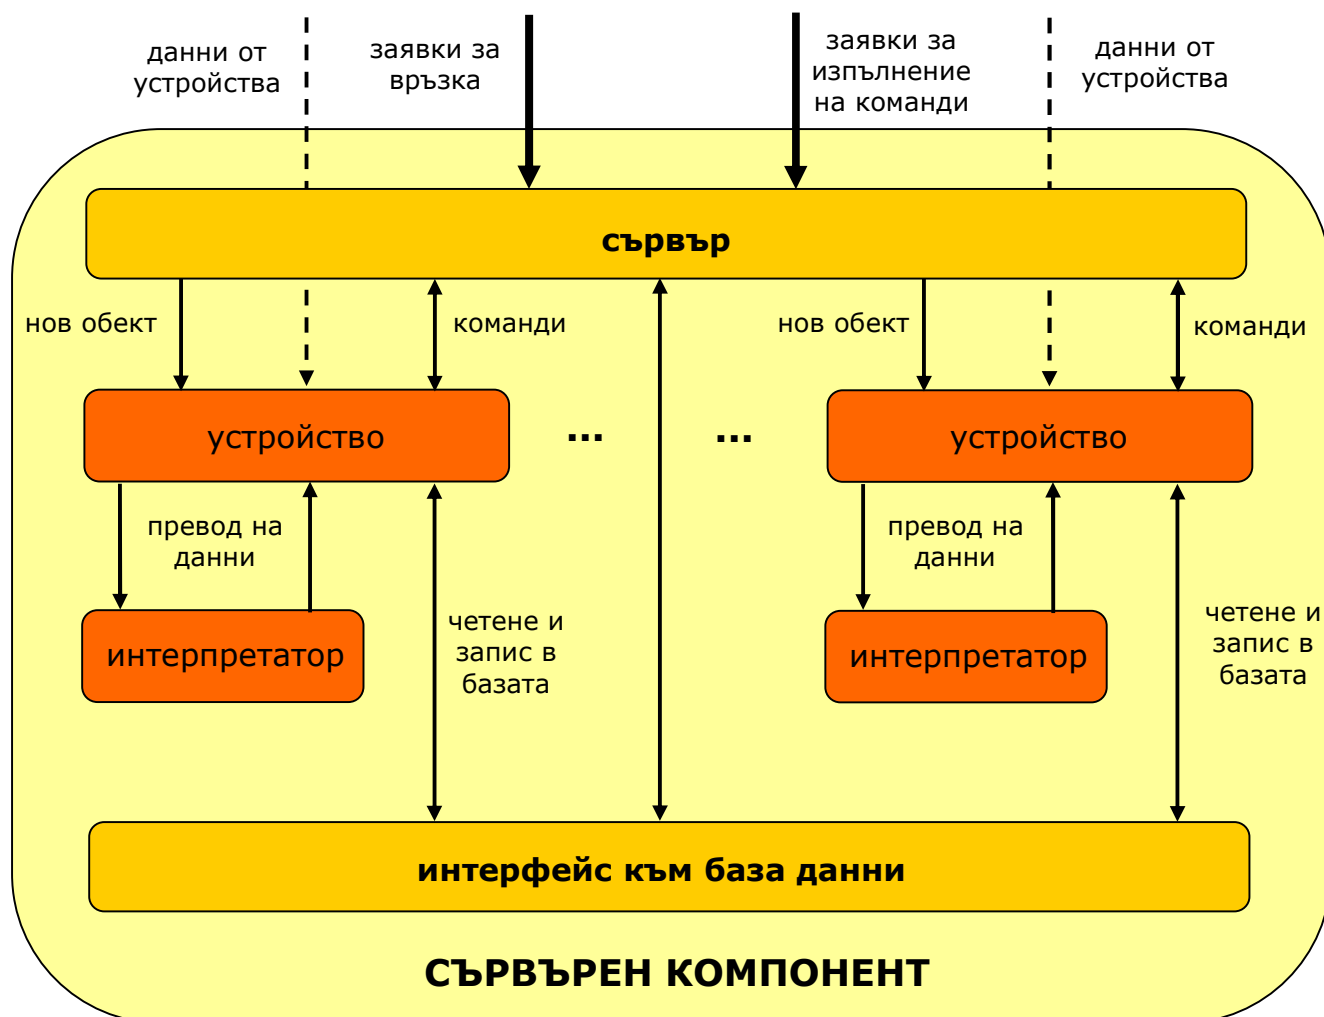 данни от
устройства
заявки за
връзка
заявки за
изпълнение
на команди
данни от
устройства
сървър
нов обект
команди
нов обект
команди
устройство
...
...
устройство
превод на
данни
превод на
данни
интерпретатор
четене и
запис в
базата
интерпретатор
четене и
запис в
базата
интерфейс към база данни
СЪРВЪРЕН КОМПОНЕНТ